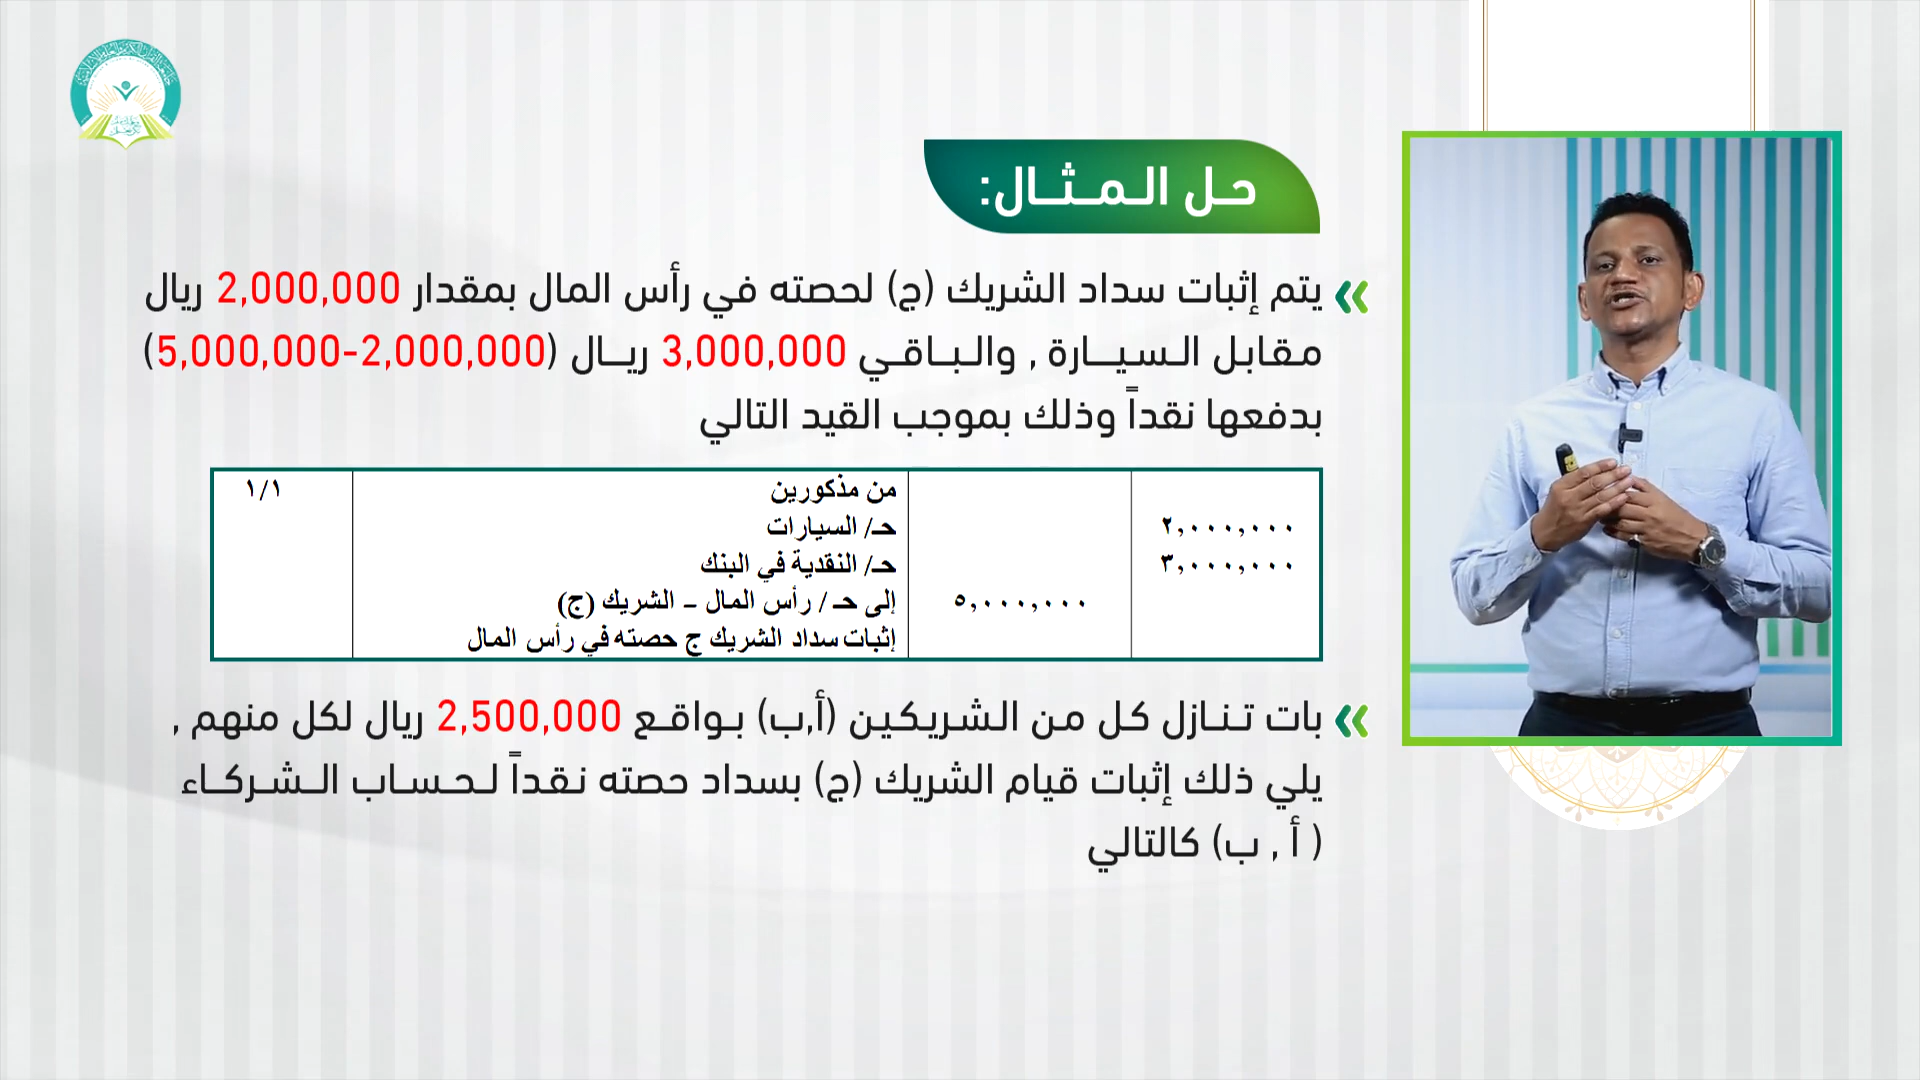 حل المثال:
يتم إثبات سداد الشريك (ج) لحصته في رأس المال بمقدار 2,000,000 ريال
مقابل السيارة , والباقي 3,000,000 ريال (2,000,000-5,000,000)
بدفعها نقداً وذلك بموجب القيد التالي
من مذكورين ١/١
٢,٠٠٠,٠٠٠ حـ/ السيارات
٣,٠٠٠,٠٠٠ حـ/ النقدية في البنك
٥,٠٠٠,٠٠٠ إلى حـ / رأس المال – الشريك (ج)
إثبات سداد الشريك ج حصته في رأس المال
بات تنازل كل من الشريكين (أ,ب) بواقع 2,500,000 ريال لكل منهم ,
يلي ذلك إثبات قيام الشريك (ج) بسداد حصته نقداً لحساب الشركاء
( أ , ب) كالتالي